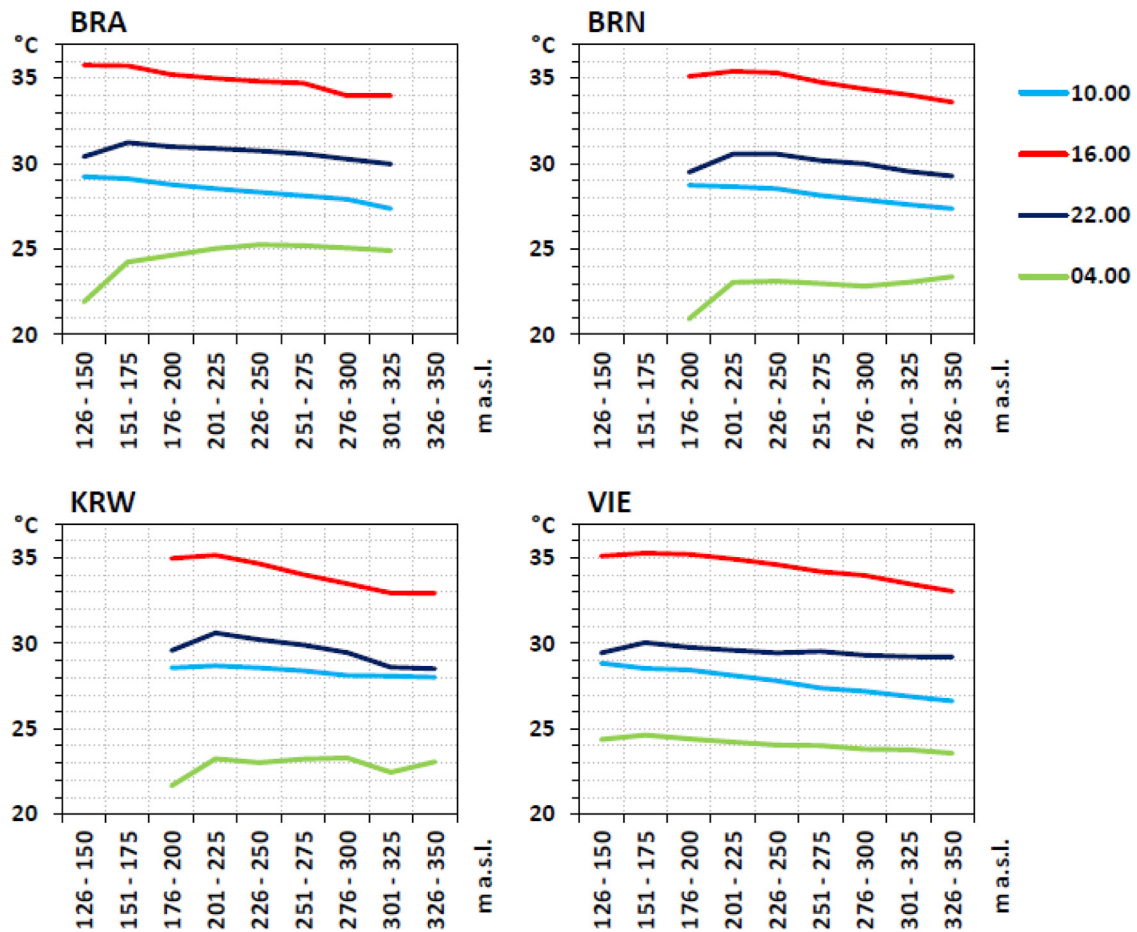 BRA
°C
35
30
25
20
126 - 150
151 - 175
176 - 200
201 - 225
226 - 250
251 - 275
276 - 300
301 - 325
326 - 350
m a.s.l.
BRN
°C
35
30
25
20
126 - 150
151 - 175
176 - 200
201 - 225
226 - 250
251 - 275
276 - 300
301 - 325
326 - 350
m a.s.l.
10.00
16.00
22.00
04.00
KRW
°C
35
30
25
20
126 - 150
151 - 175
176 - 200
201 - 225
226 - 250
251 - 275
276 - 300
301 - 325
326 - 350
m a.s.l.
VIE
°C
35
30
25
20
126 - 150
151 - 175
176 - 200
201 - 225
226 - 250
251 - 275
276 - 300
301 - 325
326 - 350
m a.s.l.